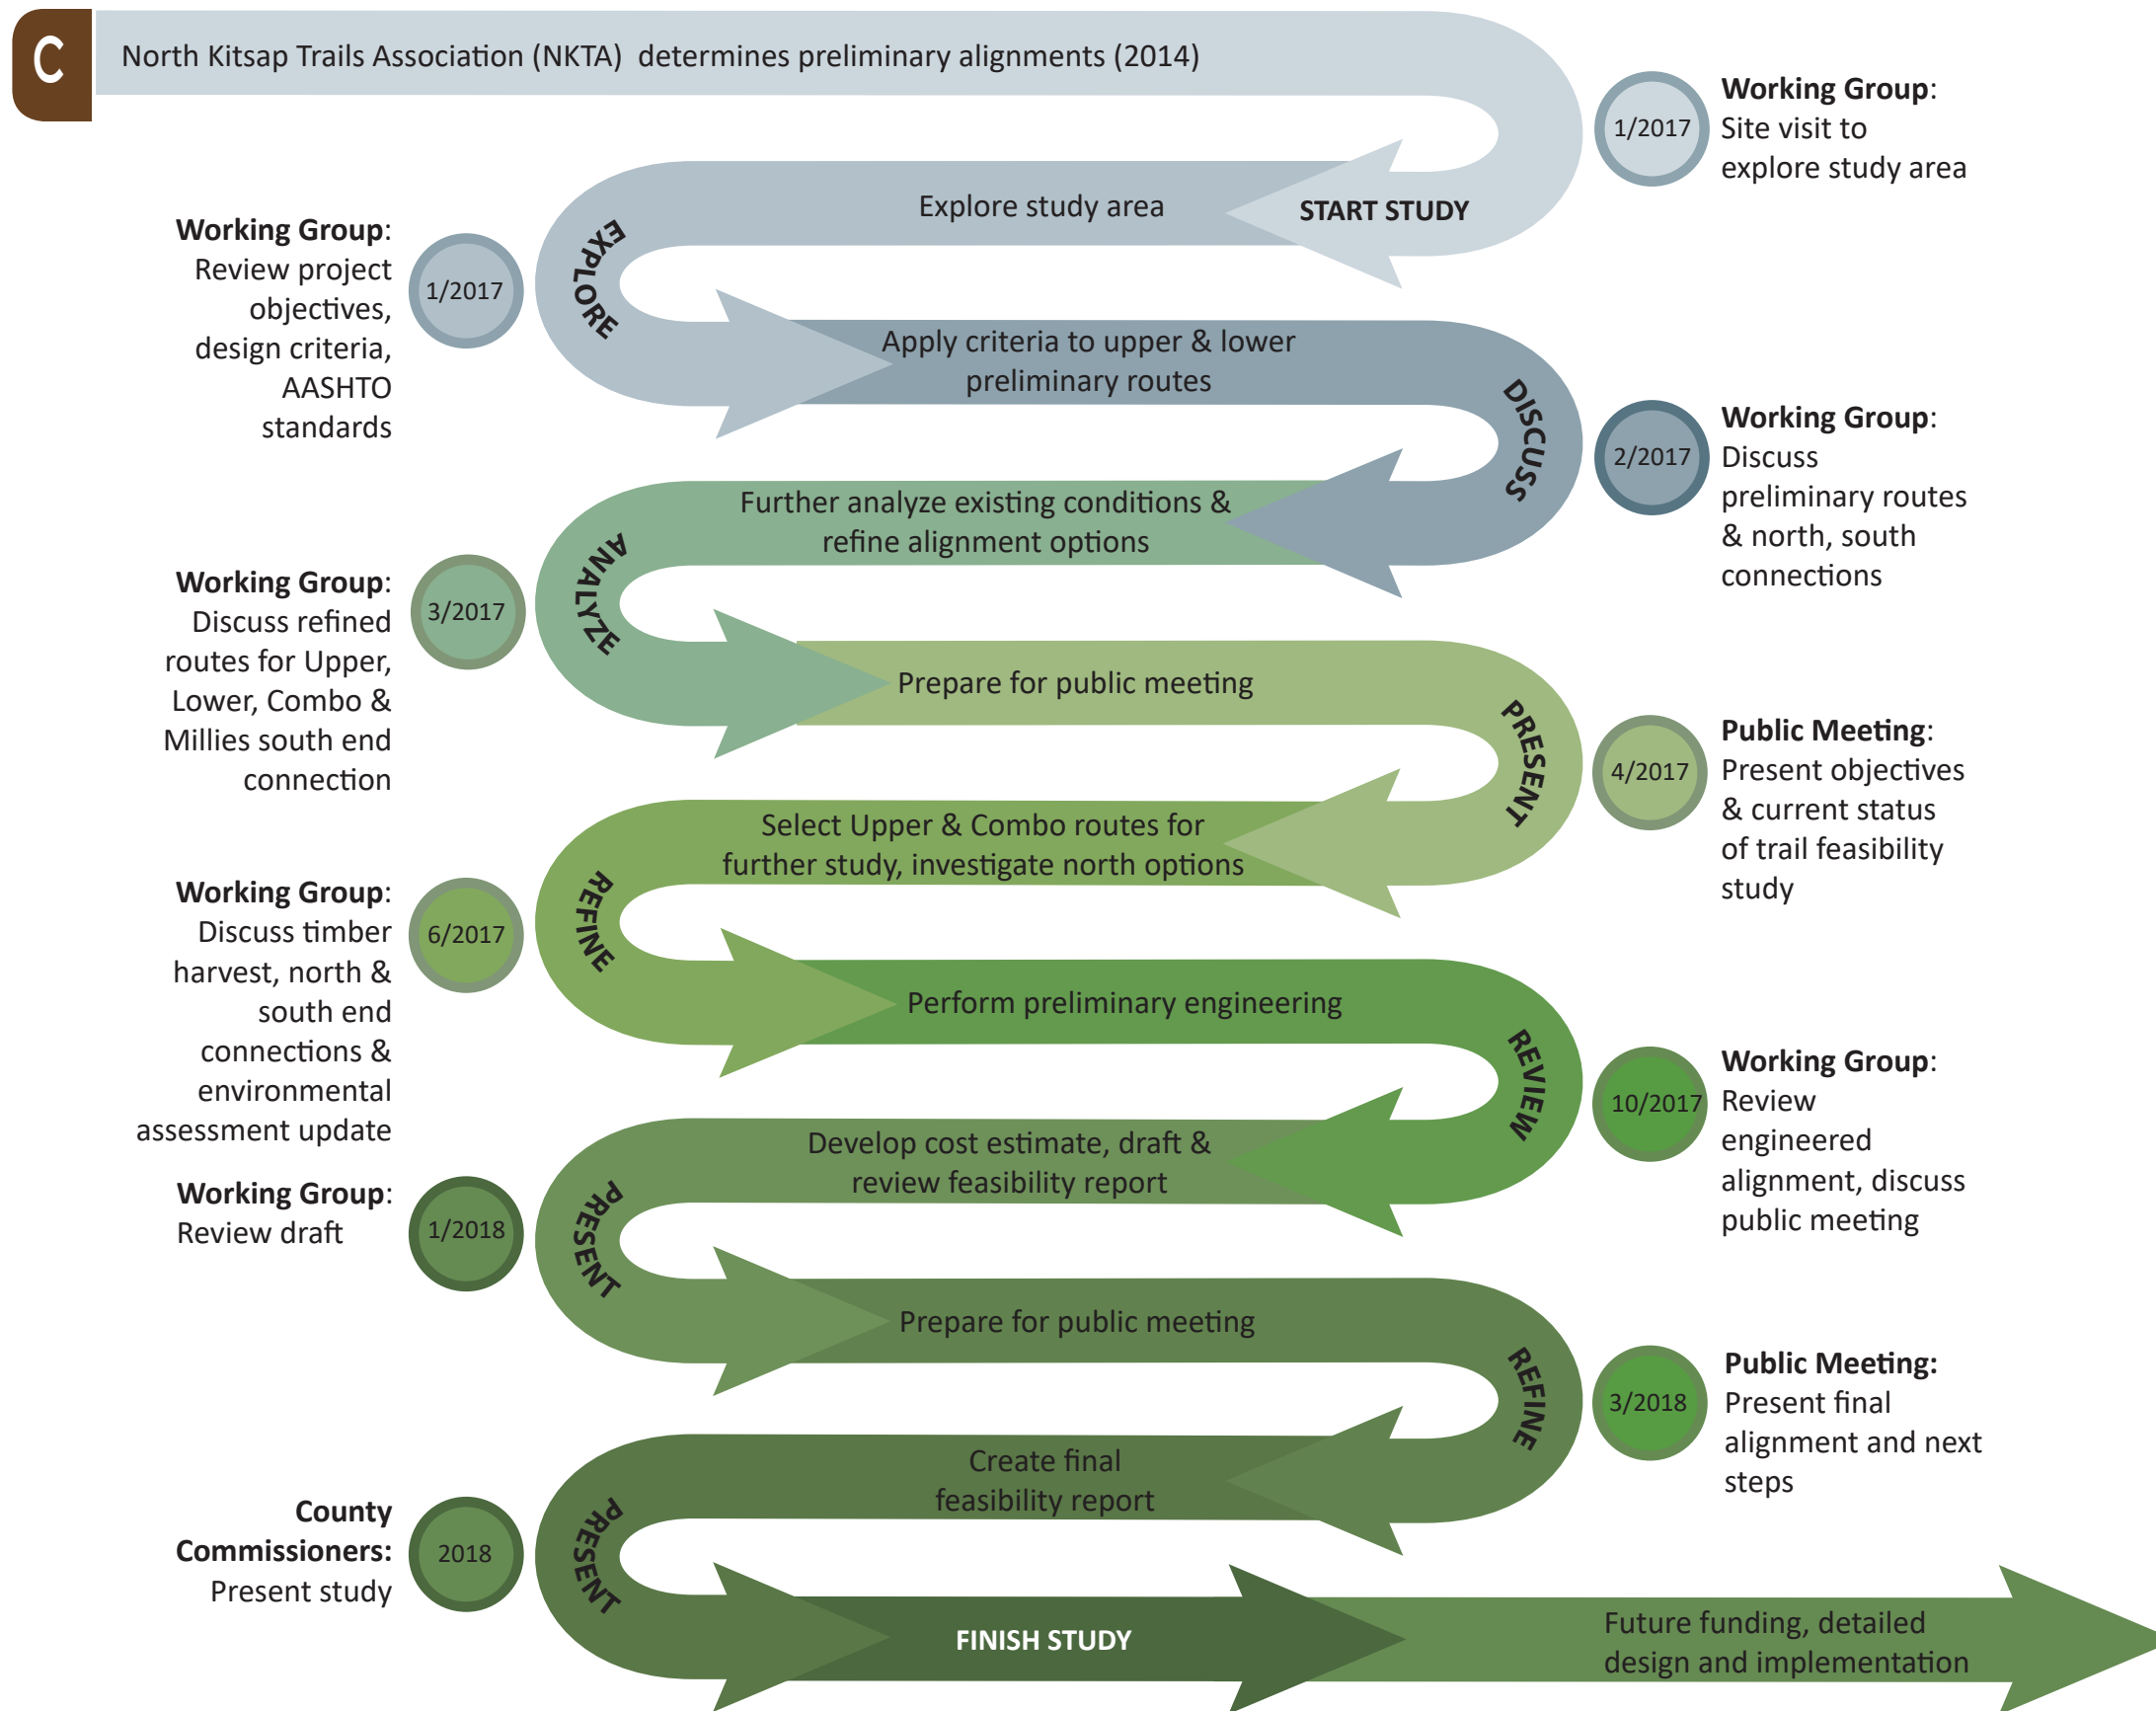 C
North Kitsap Trails Association (NKTA) determines preliminary alignments (2014)
1/2017
Working Group:
Site visit to
explore study area
START STUDY
Explore study area
EXPLORE
Working Group:
Review project
objectives,
design criteria,
AASHTO
standards
1/2017
Apply criteria to upper & lower
preliminary routes
DISCUSS
2/2017
Working Group:
Discuss
preliminary routes
& north, south
connections
Further analyze existing conditions &
refine alignment options
ANALYZE
Working Group:
Discuss refined
routes for Upper,
Lower, Combo &
Millies south end
connection
3/2017
Prepare for public meeting
PRESENT
4/2017
Public Meeting:
Present objectives
& current status
of trail feasibility
study
Select Upper & Combo routes for
further study, investigate north options
REFINE
Working Group:
Discuss timber
harvest, north &
south end
connections &
environmental
assessment update
6/2017
Perform preliminary engineering
REVIEW
10/2017
Working Group:
Review
engineered
alignment, discuss
public meeting
Develop cost estimate, draft &
review feasibility report
PRESENT
Working Group:
Review draft
1/2018
Prepare for public meeting
REFINE
3/2018
Public Meeting:
Present final
alignment and next
steps
Create final
feasibility report
PRESENT
County
Commissioners:
Present study
2018
FINISH STUDY
Future funding, detailed
design and implementation